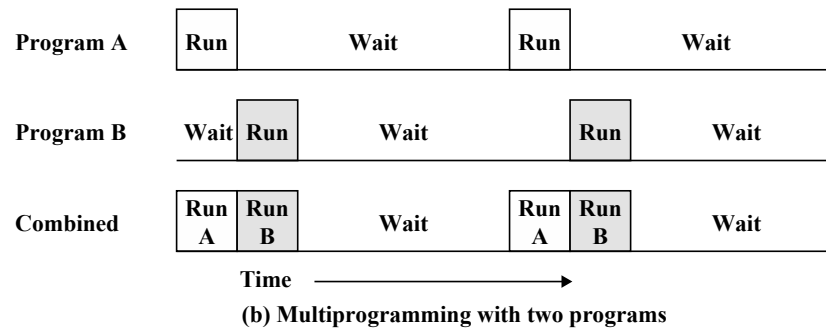 Program A Run Wait Run Wait
Program B Wait Run Wait Run Wait
Combined Run A Run B Wait Run A Run B Wait
Time
(b) Multiprogramming with two programs